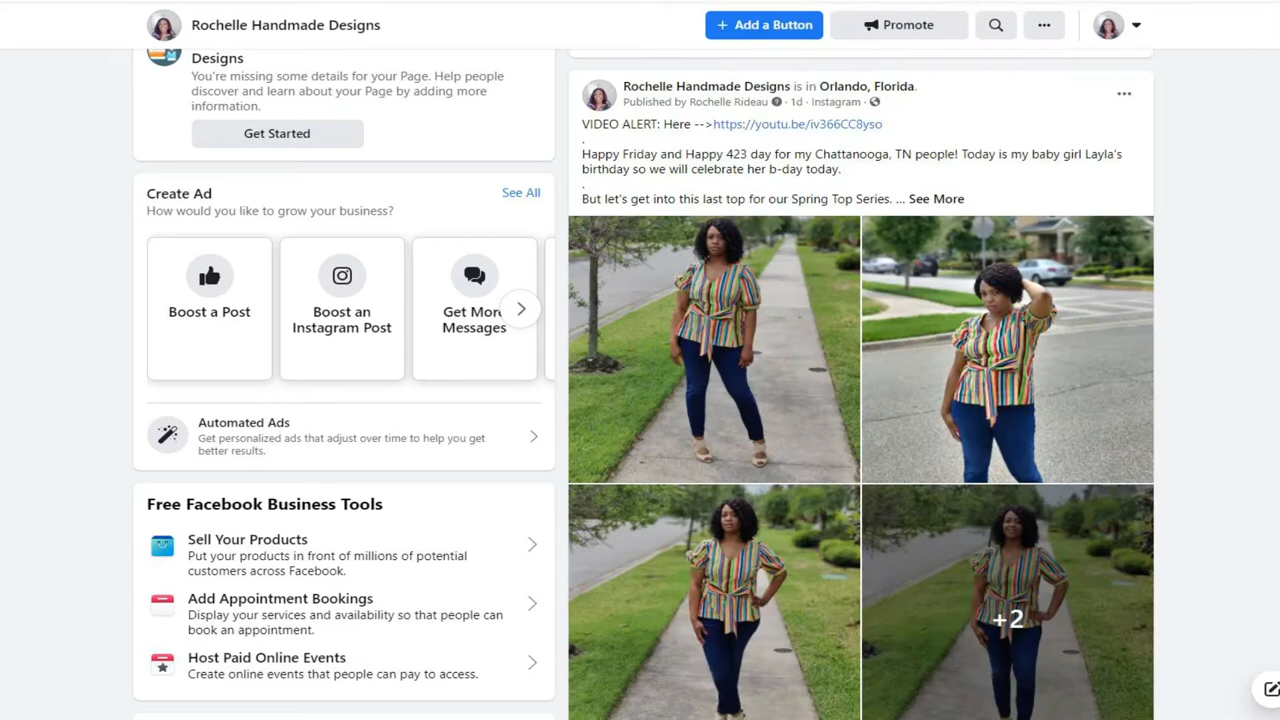 Rochelle Handmade Designs
+ Add a Button
Promote
Designs
You're missing some details for your Page. Help people
discover and learn about your Page by adding more
information.
Get Started
Create Ad
See All
How would you like to grow your business?
Boost a Post
Boost an
Instagram Post
Get More
Messages
Automated Ads
Get personalized ads that adjust over time to help you get
better results.
Free Facebook Business Tools
Sell Your Products
Put your products in front of millions of potential
customers across Facebook.
Add Appointment Bookings
Display your services and availability so that people can
book an appointment.
Host Paid Online Events
Create online events that people can pay to access.
Rochelle Handmade Designs is in Orlando, Florida.
Published by Rochelle Rideau · 1d · Instagram ·
VIDEO ALERT: Here -->https://youtu.be/iv366CC8yso
.
Happy Friday and Happy 423 day for my Chattanooga, TN people! Today is my baby girl Layla's
birthday so we will celebrate her b-day today.
.
But let's get into this last top for our Spring Top Series. ... See More
+2